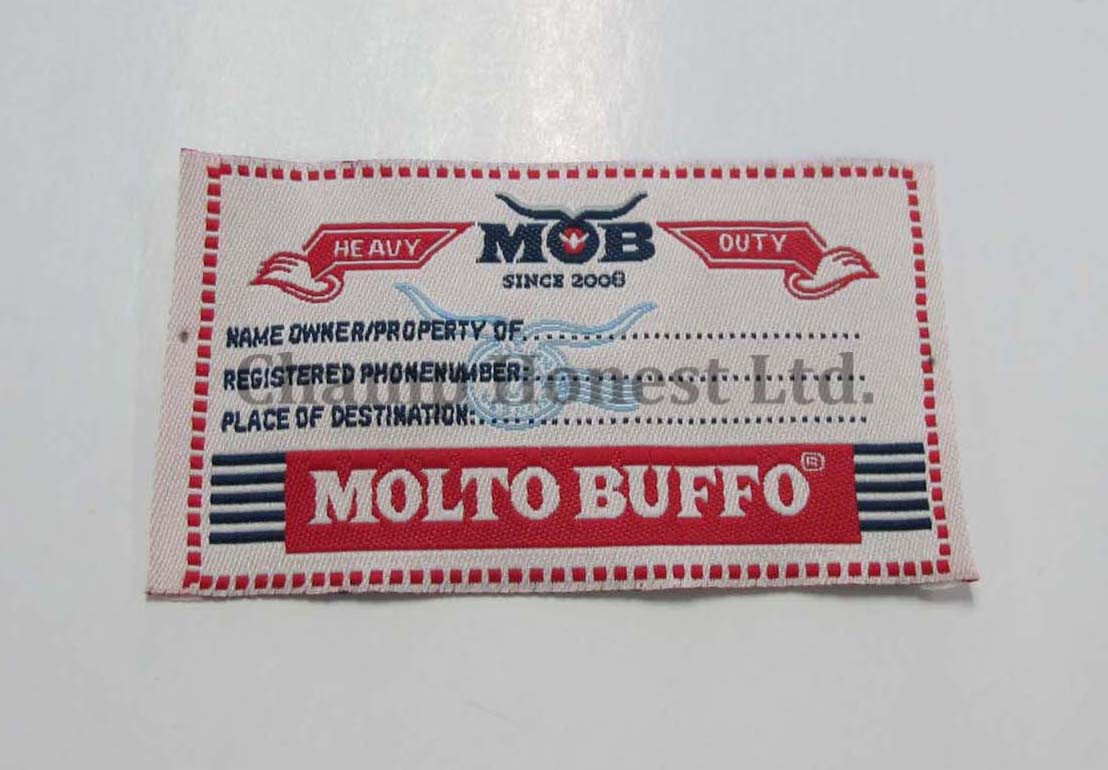 HEAVY MOB DUTY
SINCE 2008
NAME OWNER/PROPERTY OF...............................
REGISTERED PHONENUMBER:...............................
Champ Honest Ltd.
PLACE OF DESTINATION:...............................
MOLTO BUFFO®